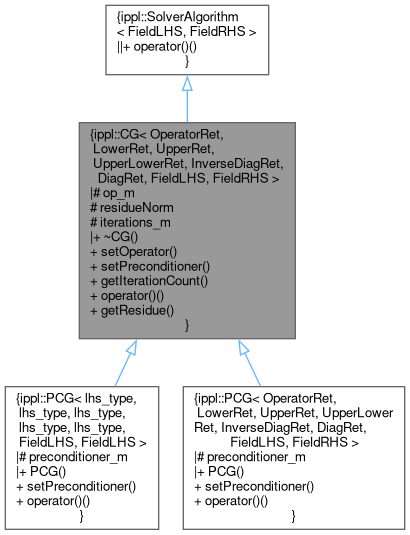 {ippl::SolverAlgorithm
< FieldLHS, FieldRHS >
||+ operator()()
}
{ippl::CG< OperatorRet,
LowerRet, UpperRet,
UpperLowerRet, InverseDiagRet,
DiagRet, FieldLHS, FieldRHS >
|# op_m
# residueNorm
# iterations_m
|+ ~CG()
+ setOperator()
+ setPreconditioner()
+ getIterationCount()
+ operator()()
+ getResidue()
}
{ippl::PCG< lhs_type,
lhs_type, lhs_type,
lhs_type, lhs_type,
FieldLHS, FieldLHS >
|# preconditioner_m
|+ PCG()
+ setPreconditioner()
+ operator()()
}
{ippl::PCG< OperatorRet,
LowerRet, UpperRet, UpperLower
Ret, InverseDiagRet, DiagRet,
FieldLHS, FieldRHS >
|# preconditioner_m
|+ PCG()
+ setPreconditioner()
+ operator()()
}